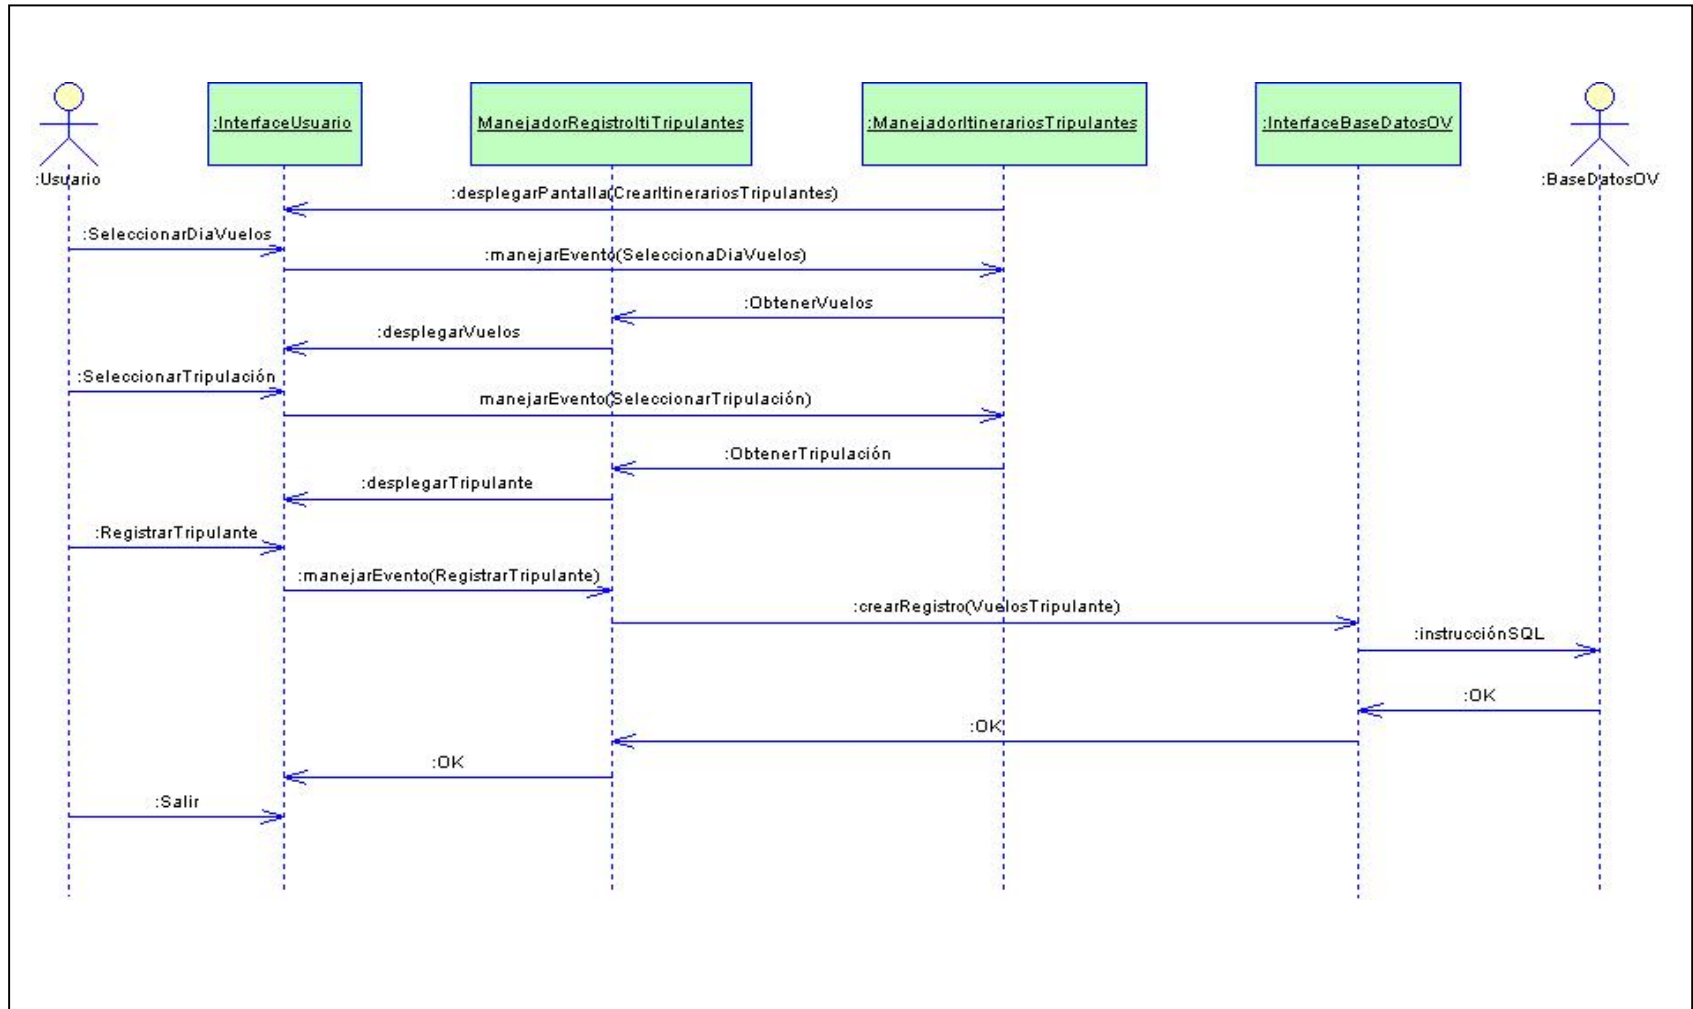 :InterfaceUsuario
ManejadorRegistroItiTripulantes
:ManejadorItinerariosTripulantes
:InterfaceBaseDatosOV
:Usuario
:BaseDatosOV
:desplegarPantalla(CrearItinerariosTripulantes)
:SeleccionarDiaVuelos
:manejarEvento(SeleccionaDiaVuelos)
:ObtenerVuelos
:desplegarVuelos
:SeleccionarTripulación
manejarEvento(SeleccionarTripulación)
:ObtenerTripulación
:desplegarTripulante
:RegistrarTripulante
:manejarEvento(RegistrarTripulante)
:crearRegistro(VuelosTripulante)
:instrucciónSQL
:OK
:OK
:OK
:Salir